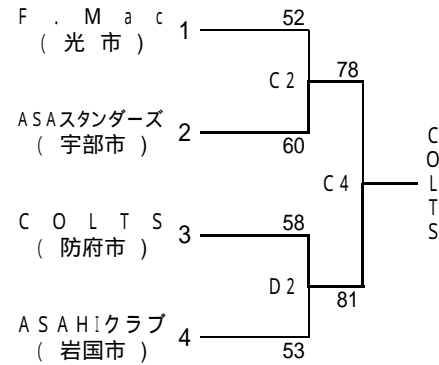 F.Mac 1 52
(光市)
C2 78
ASAスタンダーズ 2 60
(宇部市)
C4 COLTS
COLTS 3 58
(防府市)
D2 81
ASAHIクラブ 4 53
(岩国市)